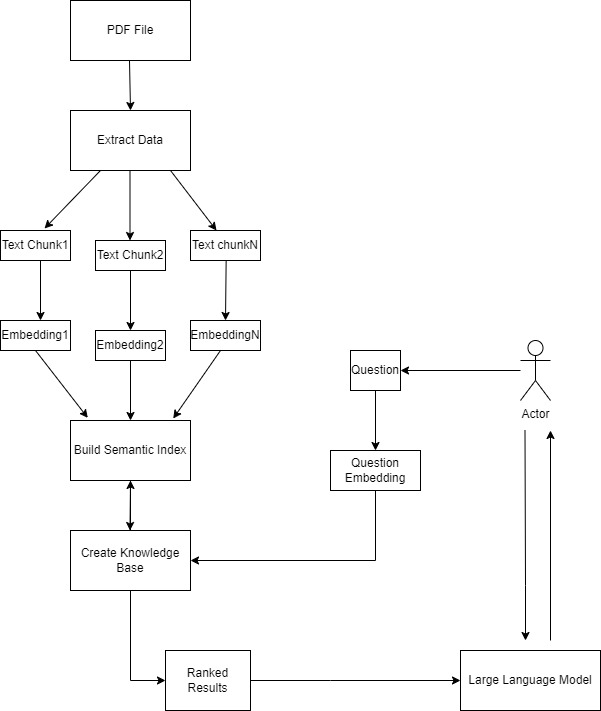 PDF File
Extract Data
Text Chunk1
Text Chunk2
Text chunkN
Embedding1
Embedding2
EmbeddingN
Question
Actor
Build Semantic Index
Question
Embedding
Create Knowledge
Base
Ranked
Results
Large Language Model